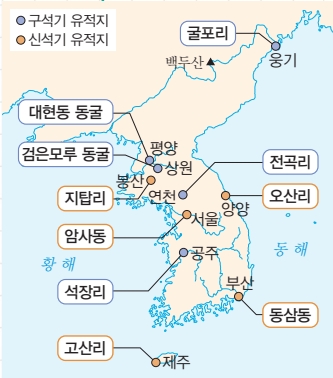 구석기 유적지
신석기 유적지
굴포리
백두산
웅기
대현동 동굴
평양
검은모루 동굴
상원
전곡리
봉산
지탑리
연천
오산리
양양
서울
암사동
동해
황해
공주
석장리
부산
동삼동
고산리
제주